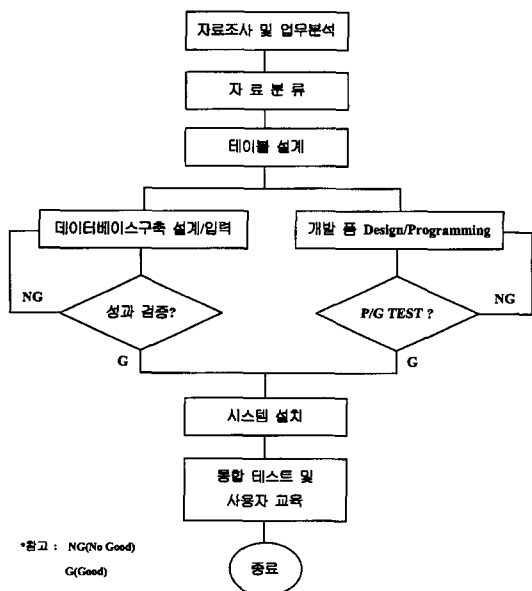 자료조사 및 업무분석
자 료 분 류
테이블 설계
데이터베이스구축 설계/입력
개발 폼 Design/Programming
NG
성과 검증?
P/G TEST ?
NG
G
G
시스템 설치
통합 테스트 및
사용자 교육
*참고 : NG(No Good)
G(Good)
종료